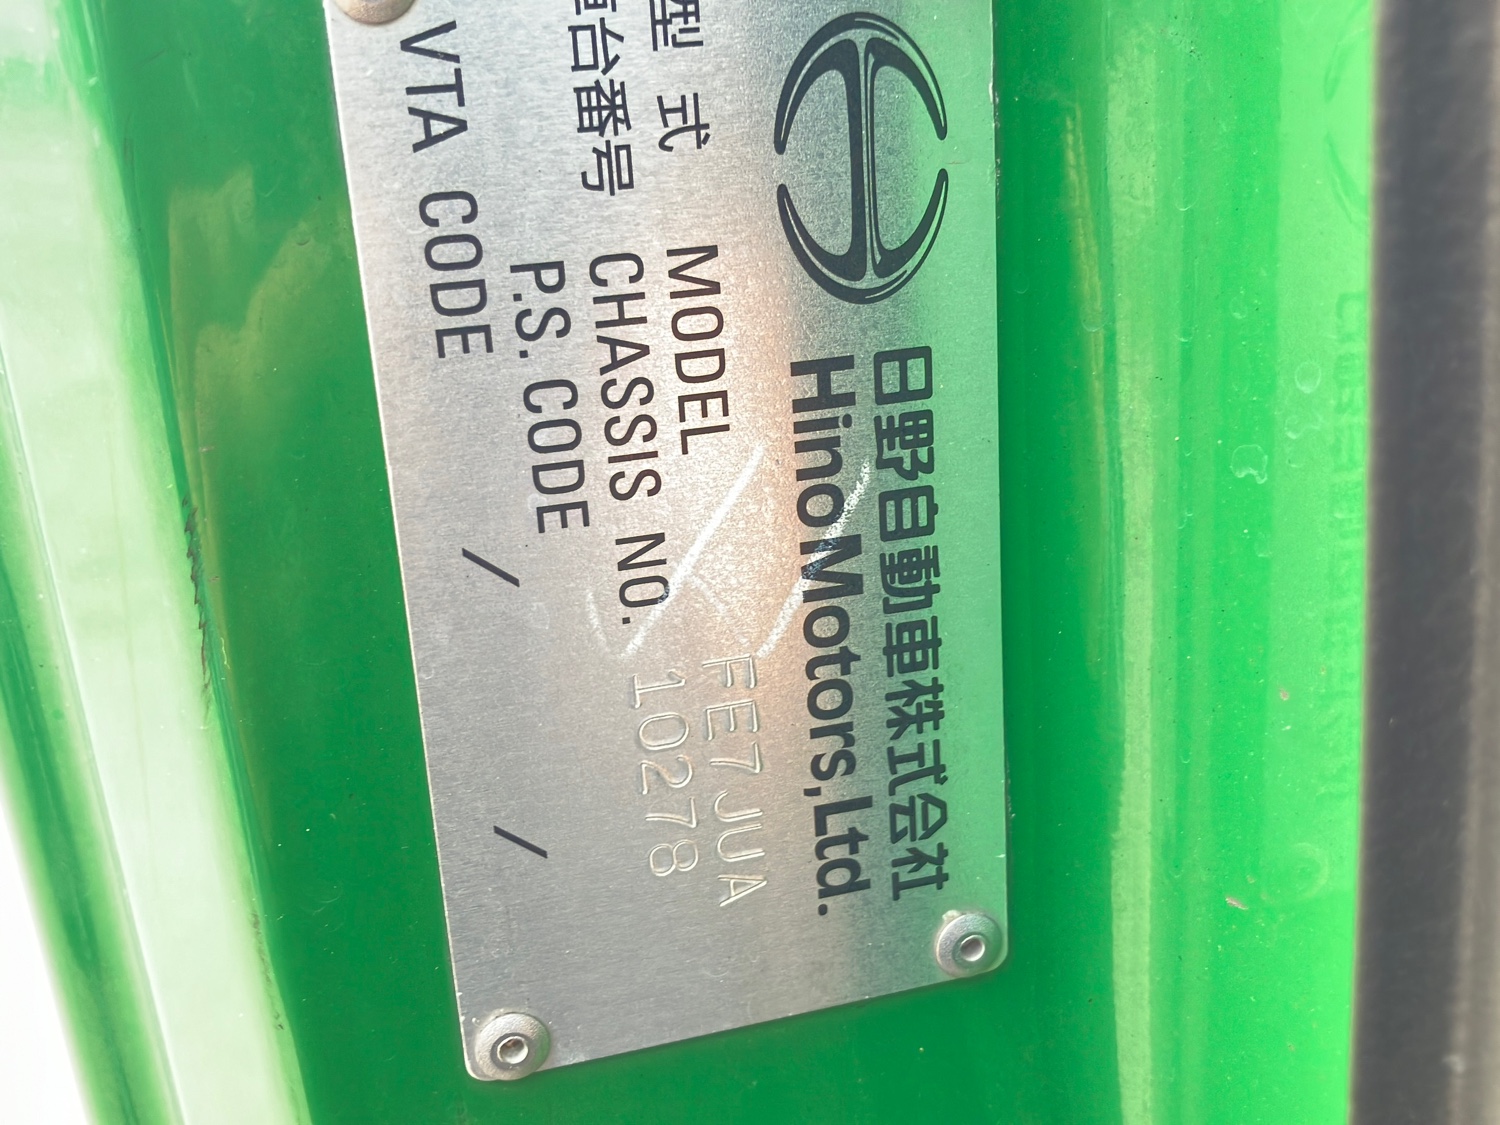 日野自動車株式会社
Hino Motors,Ltd.
型 式 MODEL FE7JUA
台番号 CHASSIS NO. 10278
P.S. CODE
VTA CODE / /